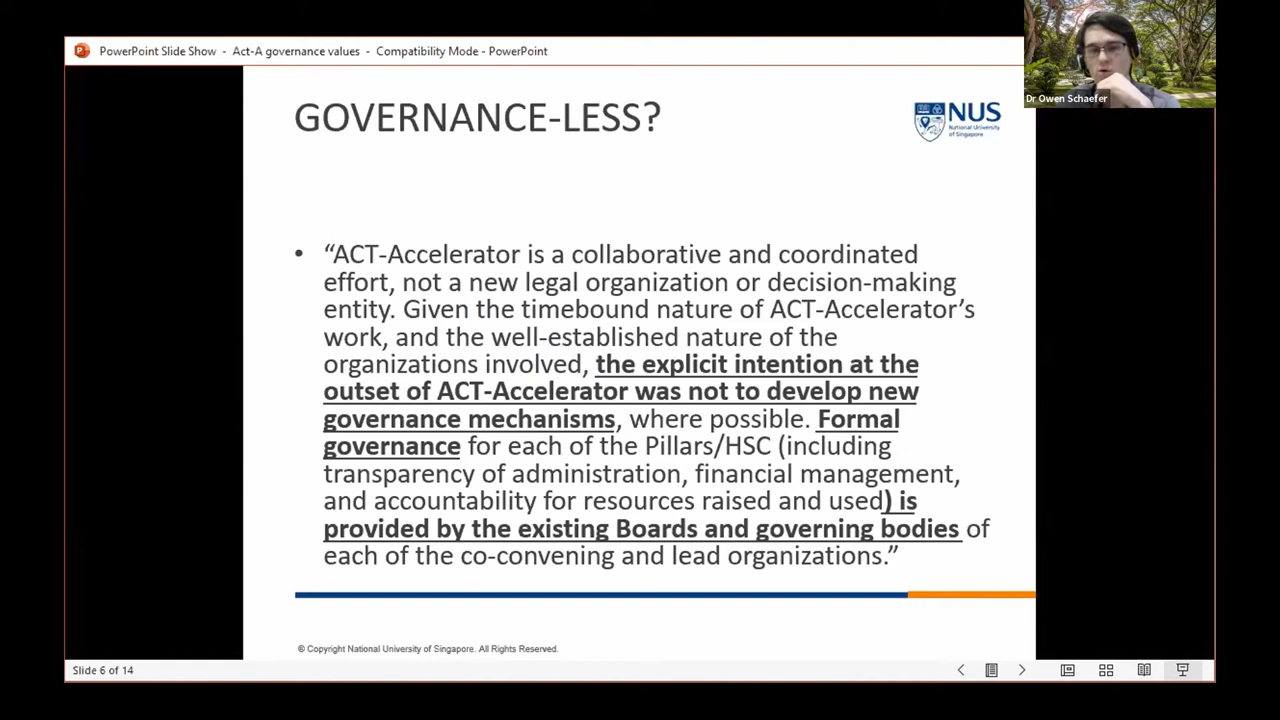 PowerPoint Slide Show - Act-A governance values - Compatibility Mode - PowerPoint
Dr Owen Schaefer
GOVERNANCE-LESS?
NUS
National University
of Singapore
• “ACT-Accelerator is a collaborative and coordinated
effort, not a new legal organization or decision-making
entity. Given the timebound nature of ACT-Accelerator’s
work, and the well-established nature of the
organizations involved, the explicit intention at the
outset of ACT-Accelerator was not to develop new
governance mechanisms, where possible. Formal
governance for each of the Pillars/HSC (including
transparency of administration, financial management,
and accountability for resources raised and used) is
provided by the existing Boards and governing bodies of
each of the co-convening and lead organizations.”
© Copyright National University of Singapore. All Rights Reserved.
Slide 6 of 14